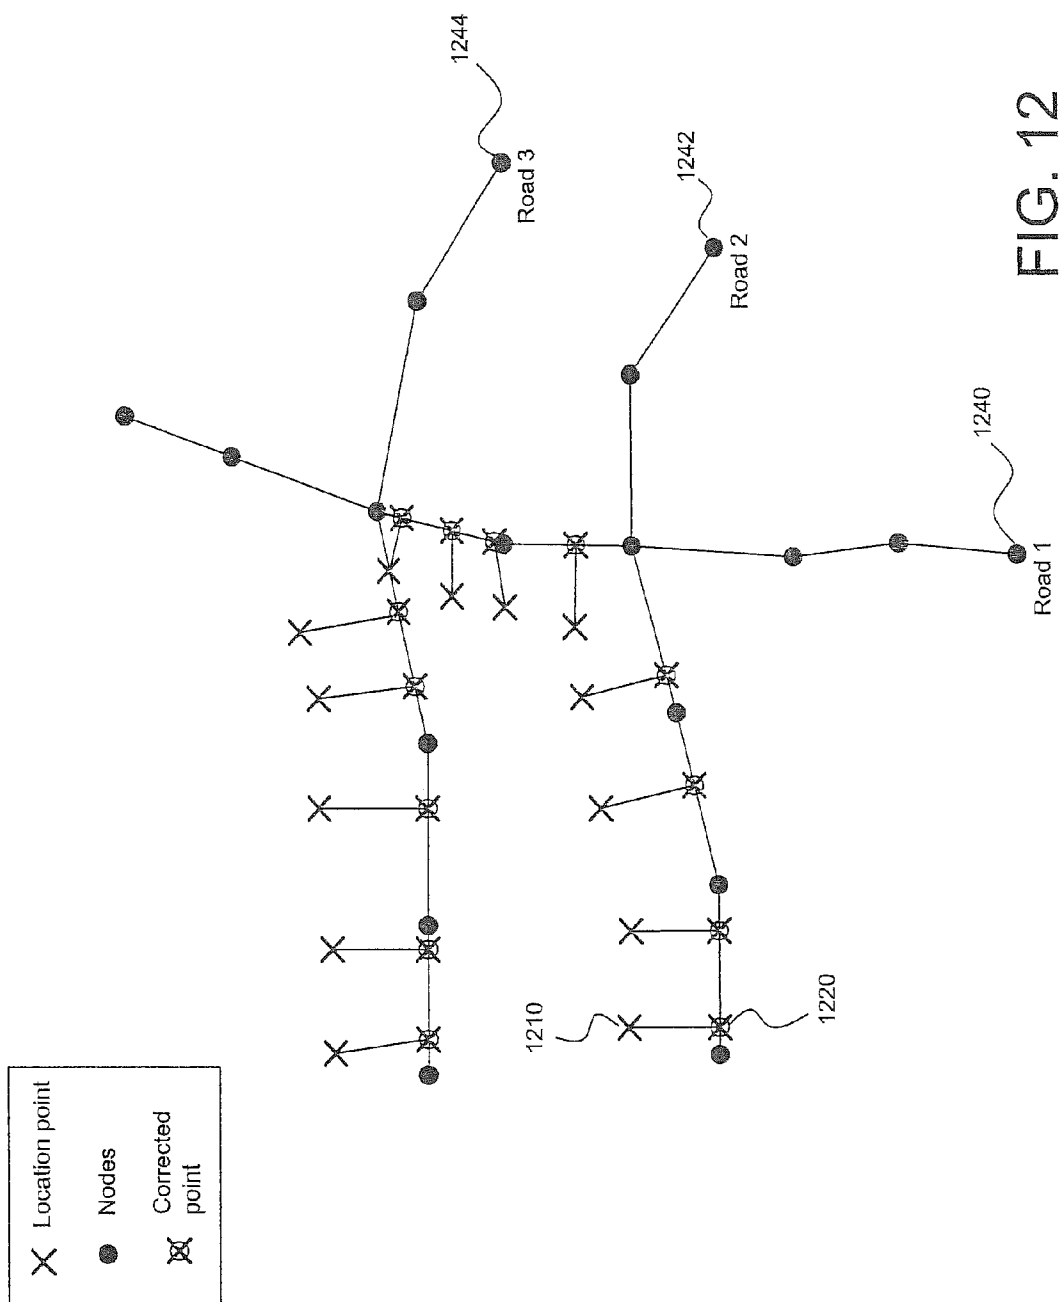 Location point
Nodes
Corrected
point
1210
1220
1244
Road 3
1242
Road 2
1240
Road 1
FIG. 12